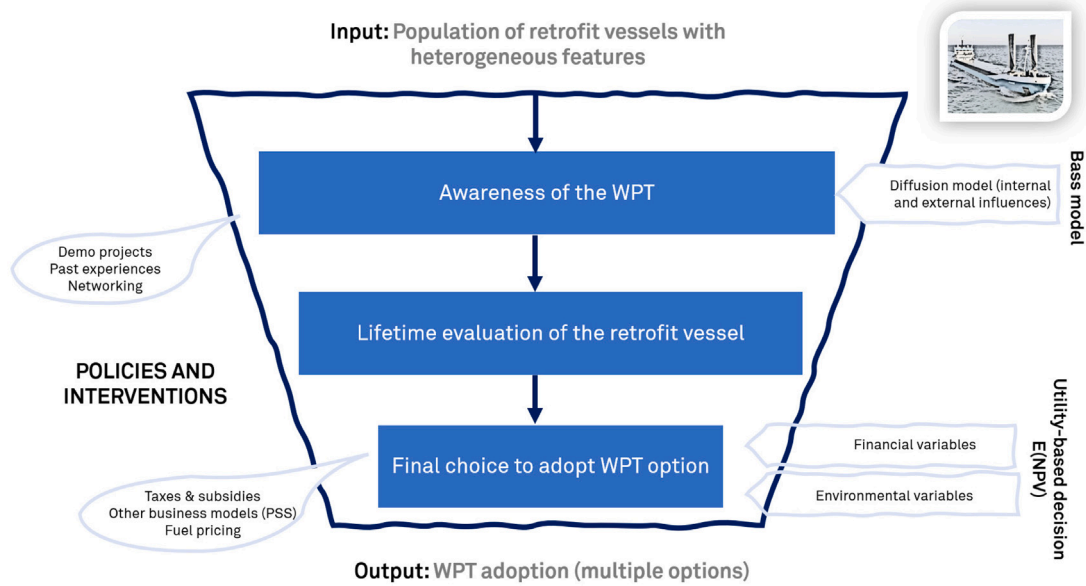 Input: Population of retrofit vessels with
heterogeneous features
Awareness of the WPT
Diffusion model (internal
and external influences)
Bass model
Demo projects
Past experiences
Networking
Lifetime evaluation of the retrofit vessel
POLICIES AND
INTERVENTIONS
Final choice to adopt WPT option
Financial variables
Environmental variables
Utility-based decision
E(NPV)
Taxes & subsidies
Other business models (PSS)
Fuel pricing
Output: WPT adoption (multiple options)